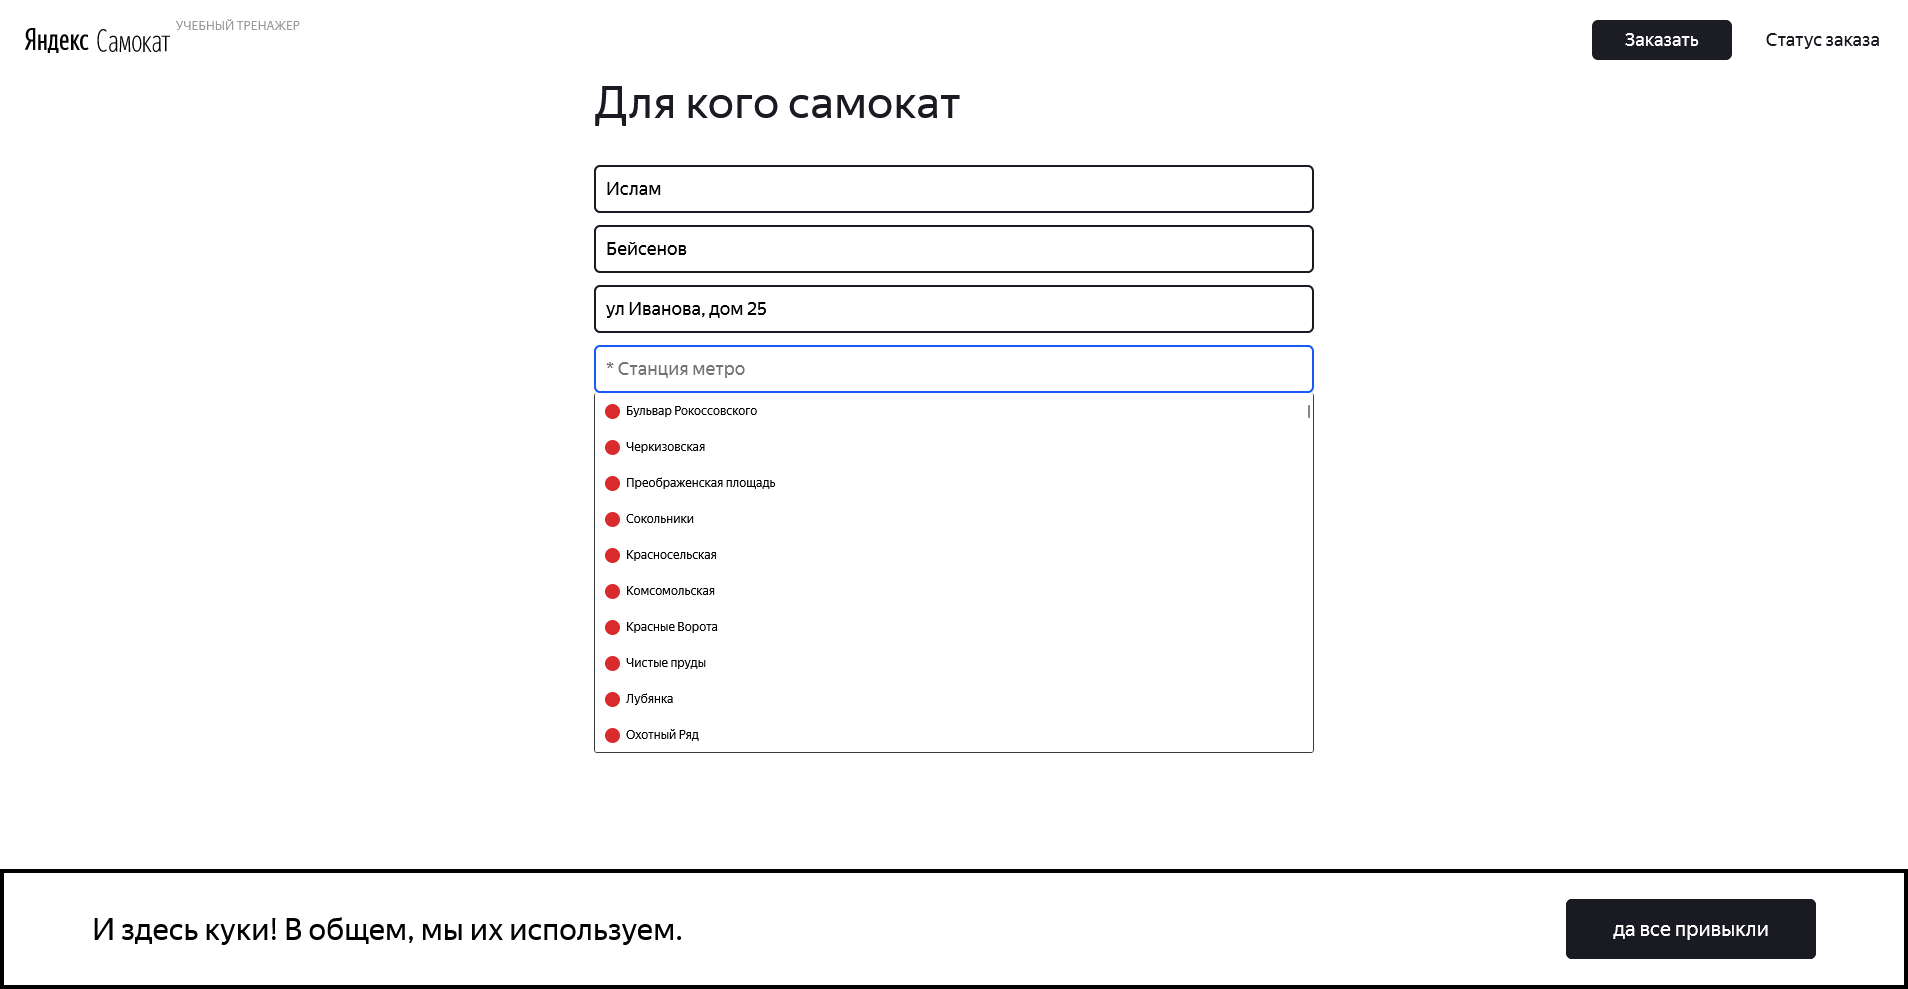 Яндекс Самокат
УЧЕБНЫЙ ТРЕНАЖЕР
Заказать
Статус заказа
Для кого самокат
Ислам
Бейсенов
ул Иванова, дом 25
* Станция метро
Бульвар Рокоссовского
Черкизовская
Преображенская площадь
Сокольники
Красносельская
Комсомольская
Красные Ворота
Чистые пруды
Лубянка
Охотный Ряд
И здесь куки! В общем, мы их используем.
да все привыкли